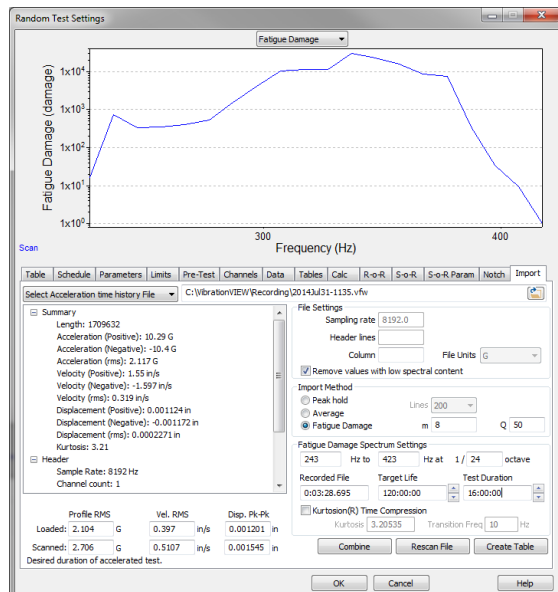 Random Test Settings
Fatigue Damage
Fatigue Damage (damage)
1x10⁴
1x10³
1x10²
1x10¹
1x10⁰
300
400
Frequency (Hz)
Scan
Table Schedule Parameters Limits Pre-Test Channels Data Tables Calc R-o-R S-o-R S-o-R Param Notch Import
Select Acceleration time history File C:\VibrationVIEW\Recording\2014Jul31-1135.vfw
Summary
Length: 1709632
Acceleration (Positive): 10.29 G
Acceleration (Negative): -10.4 G
Acceleration (rms): 2.117 G
Velocity (Positive): 1.55 in/s
Velocity (Negative): -1.597 in/s
Velocity (rms): 0.319 in/s
Displacement (Positive): 0.001124 in
Displacement (Negative): -0.001172 in
Displacement (rms): 0.0002271 in
Kurtosis: 3.21
Header
Sample Rate: 8192 Hz
Channel count: 1
Profile RMS Vel. RMS Disp. Pk-Pk
Loaded: 2.104 G 0.397 in/s 0.001201 in
Scanned: 2.706 G 0.5107 in/s 0.001545 in
Desired duration of accelerated test.
File Settings
Sampling rate 8192.0
Header lines
Column File Units G
Remove values with low spectral content
Import Method
Peak hold
Lines 200
Average
Fatigue Damage m 8 Q 50
Fatigue Damage Spectrum Settings
243 Hz to 423 Hz at 1/ 24 octave
Recorded File Target Life Test Duration
0:03:28.695 120:00:00 16:00:00
Kurtosion(R) Time Compression
Kurtosis 3.20535 Transition Freq 10 Hz
Combine Rescan File Create Table
OK Cancel Help